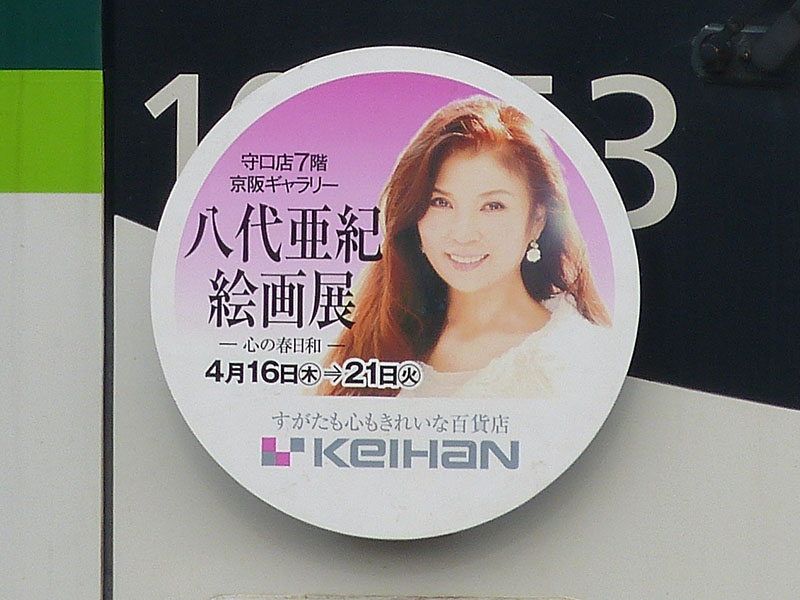 守口店7階
京阪ギャラリー
八代亜紀
絵画展
― 心の春日和 ―
4月16日㊍⇒21日㊋
すがたも心もきれいな百貨店
KEIHAN